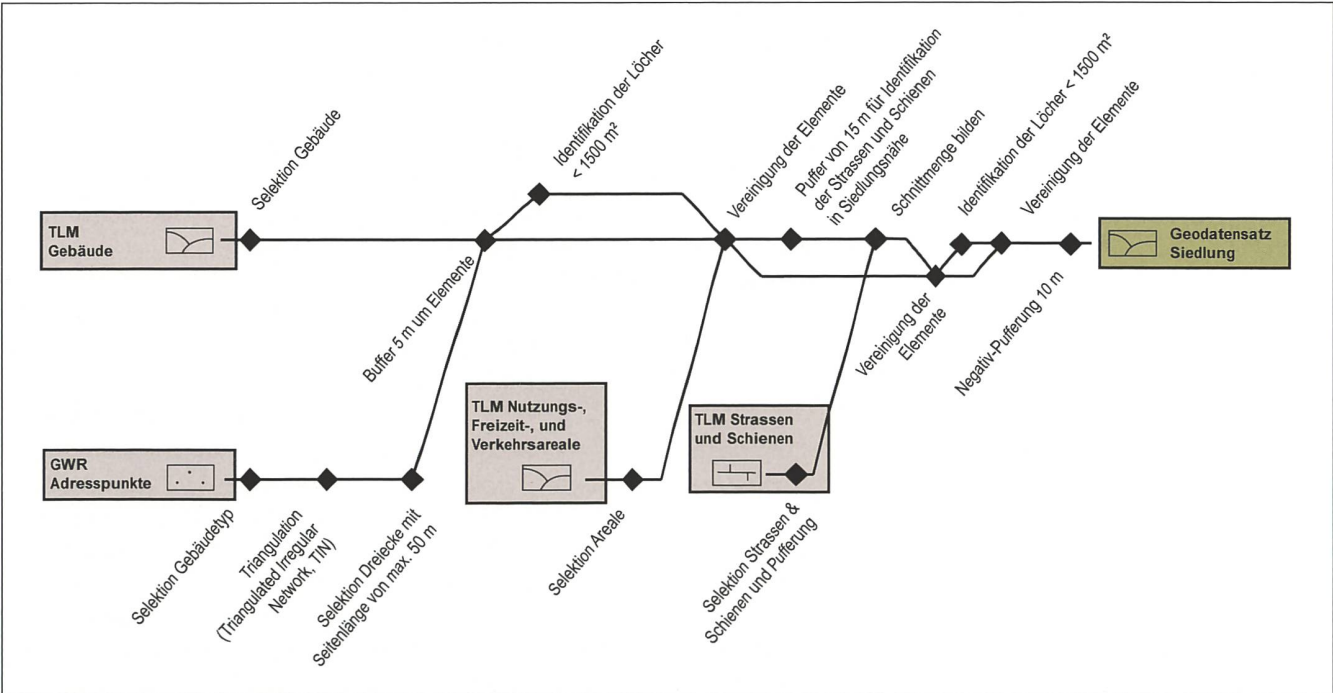 Selektion Gebäude
Identifikation der Löcher
< 1500 m²
Vereinigung der Elemente
Puffer von 15 m für Identifikation
der Strassen und Schienen
in Siedlungsnähe
Schnittmenge bilden
Identifikation der Löcher < 1500 m²
Vereinigung der Elemente
TLM
Gebäude
Geodatensatz
Siedlung
Buffer 5 m um Elemente
Vereinigung der
Elemente
Negativ-Pufferung 10 m
TLM Nutzungs-,
Freizeit-, und
Verkehrsareale
TLM Strassen
und Schienen
GWR
Adresspunkte
Selektion Gebäudetyp
Triangulation
(Triangulated Irregular
Network, TIN)
Selektion Dreiecke mit
Seitenlänge von max. 50 m
Selektion Areale
Selektion Strassen &
Schienen und Pufferung